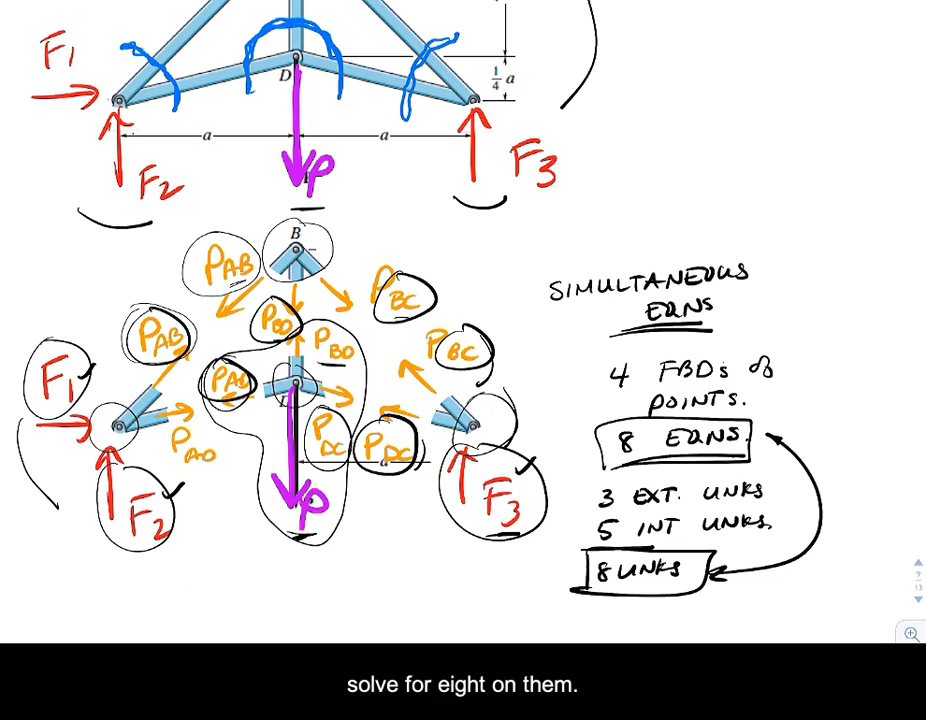 F1
D
1/4 a
a
a
F2
P
F3
B
PAB
PBC
SIMULTANEOUS
EQNS
PAB
PBD
PBD
PBC
4 FBDs of
POINTS.
F1
PAD
8 EQNS.
PAD
PDC
PDC
a
3 EXT. UNKS
5 INT UNKS.
F2
P
F3
8 UNKS
9
13
solve for eight on them.